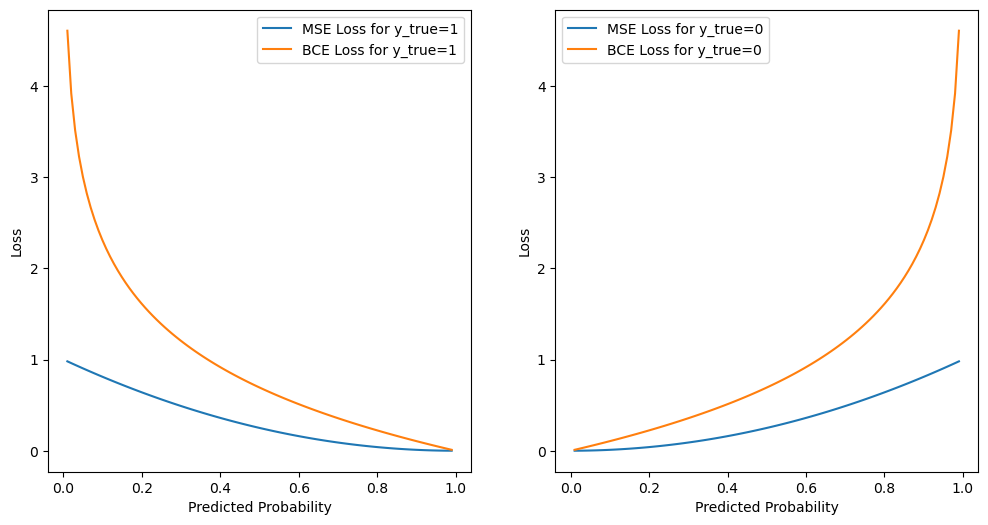 MSE Loss for y_true=1
BCE Loss for y_true=1
4
3
2
1
0
Loss
0.0 0.2 0.4 0.6 0.8 1.0
Predicted Probability
MSE Loss for y_true=0
BCE Loss for y_true=0
4
3
2
1
0
Loss
0.0 0.2 0.4 0.6 0.8 1.0
Predicted Probability